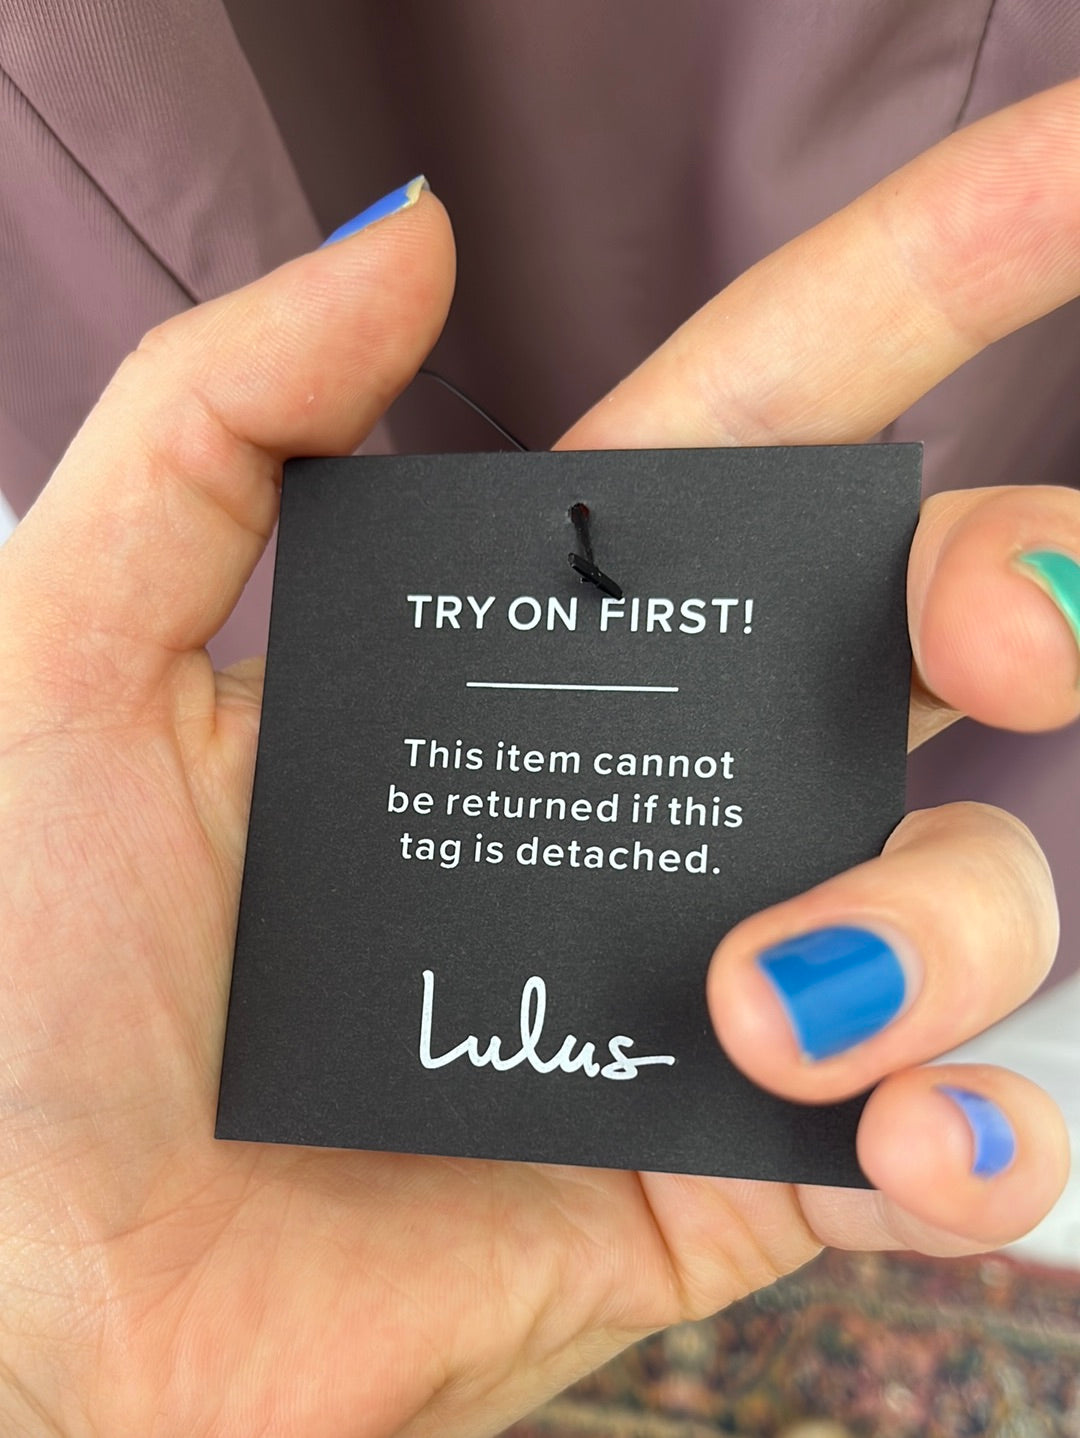 TRY ON FIRST!
This item cannot
be returned if this
tag is detached.
Lulus